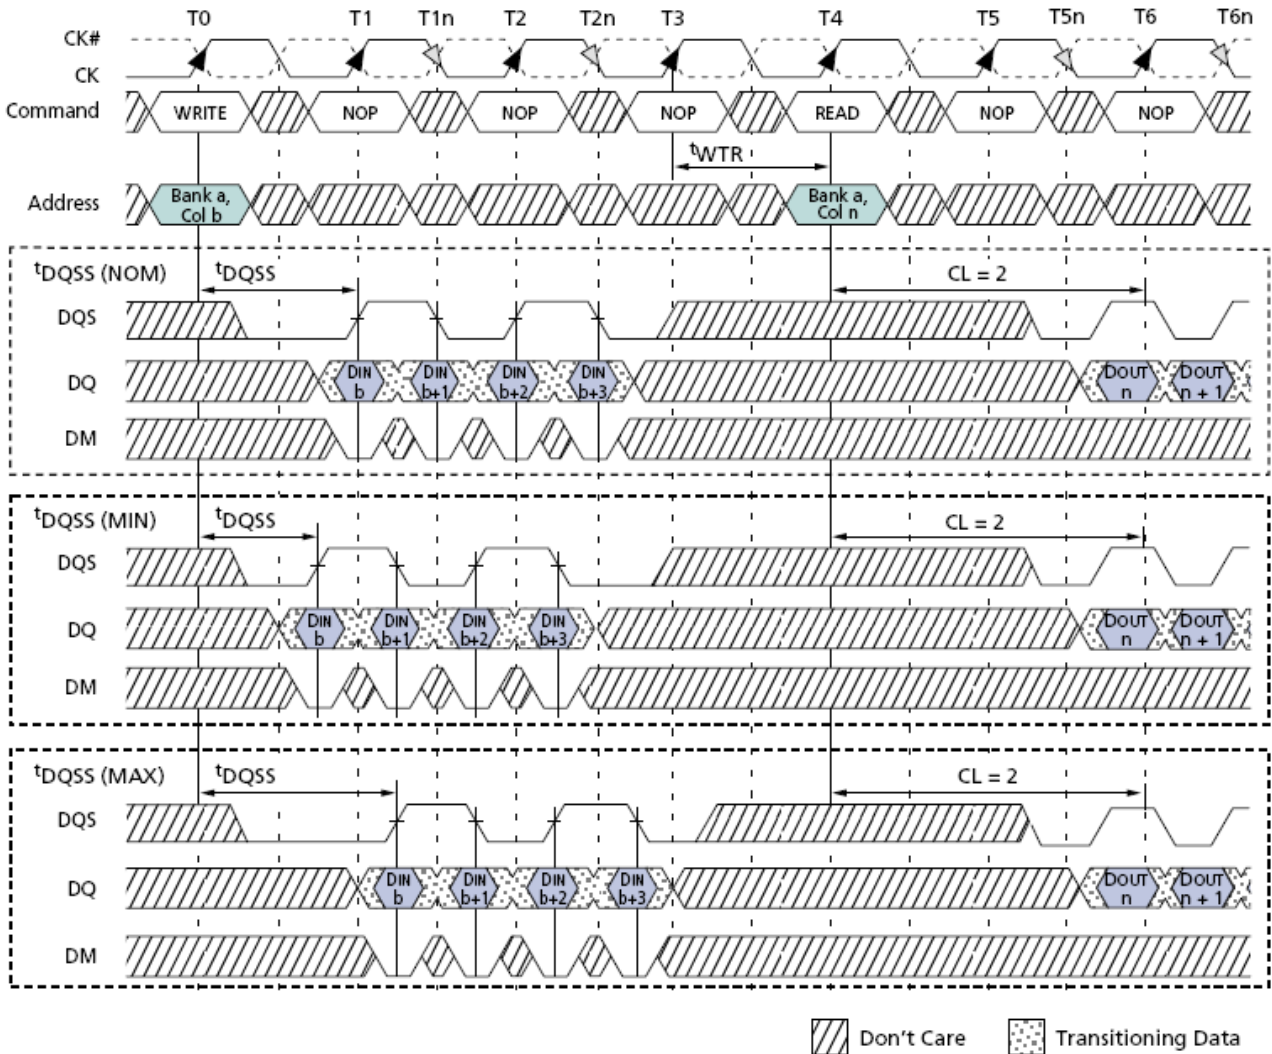 T0 T1 T1n T2 T2n T3 T4 T5 T5n T6 T6n
CK#
CK
Command WRITE NOP NOP NOP READ NOP NOP
tWTR
Address Bank a, Col b Bank a, Col n
tDQSS (NOM) tDQSS CL = 2
DQS
DQ DIN b DIN b+1 DIN b+2 DIN b+3 DOUT n DOUT n + 1
DM
tDQSS (MIN) tDQSS CL = 2
DQS
DQ DIN b DIN b+1 DIN b+2 DIN b+3 DOUT n DOUT n + 1
DM
tDQSS (MAX) tDQSS CL = 2
DQS
DQ DIN b DIN b+1 DIN b+2 DIN b+3 DOUT n DOUT n + 1
DM
Don't Care Transitioning Data